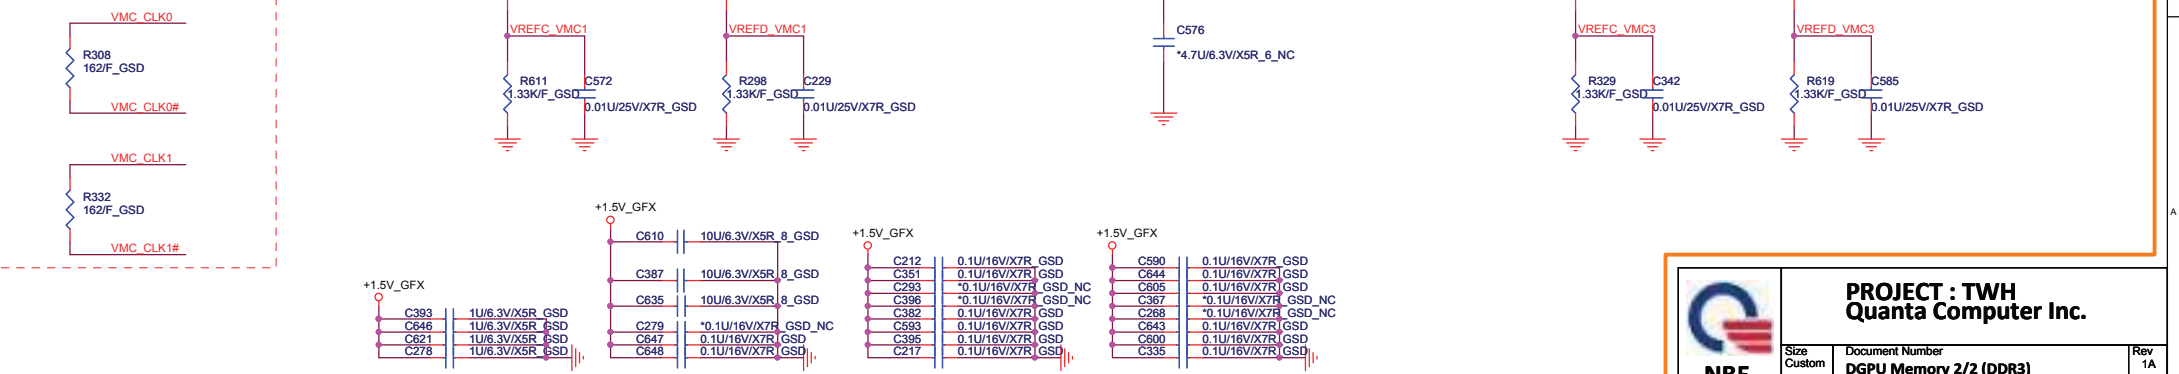 VMC_CLK0
R308
162/F_GSD
VMC_CLK0#
VMC_CLK1
R332
162/F_GSD
VMC_CLK1#
VREFC_VMC1
R611
1.33K/F_GSD
C572
0.01U/25V/X7R_GSD
VREFD_VMC1
R298
1.33K/F_GSD
C229
0.01U/25V/X7R_GSD
C576
*4.7U/6.3V/X5R_6_NC
VREFC_VMC3
R329
1.33K/F_GSD
C342
0.01U/25V/X7R_GSD
VREFD_VMC3
R619
1.33K/F_GSD
C585
0.01U/25V/X7R_GSD
+1.5V_GFX
C393 1U/6.3V/X5R_GSD
C646 1U/6.3V/X5R_GSD
C621 1U/6.3V/X5R_GSD
C278 1U/6.3V/X5R_GSD
+1.5V_GFX
C610 10U/6.3V/X5R_8_GSD
C387 10U/6.3V/X5R_8_GSD
C635 10U/6.3V/X5R_8_GSD
C279 *0.1U/16V/X7R_GSD_NC
C647 0.1U/16V/X7R_GSD
C648 0.1U/16V/X7R_GSD
+1.5V_GFX
C212 0.1U/16V/X7R_GSD
C351 0.1U/16V/X7R_GSD
C293 *0.1U/16V/X7R_GSD_NC
C396 *0.1U/16V/X7R_GSD_NC
C382 0.1U/16V/X7R_GSD
C593 0.1U/16V/X7R_GSD
C395 0.1U/16V/X7R_GSD
C217 0.1U/16V/X7R_GSD
+1.5V_GFX
C590 0.1U/16V/X7R_GSD
C644 0.1U/16V/X7R_GSD
C605 0.1U/16V/X7R_GSD
C367 *0.1U/16V/X7R_GSD_NC
C268 *0.1U/16V/X7R_GSD_NC
C643 0.1U/16V/X7R_GSD
C600 0.1U/16V/X7R_GSD
C335 0.1U/16V/X7R_GSD
A
PROJECT : TWH
Quanta Computer Inc.
Size
Custom
Document Number
DGPU Memory 2/2 (DDR3)
Rev
1A